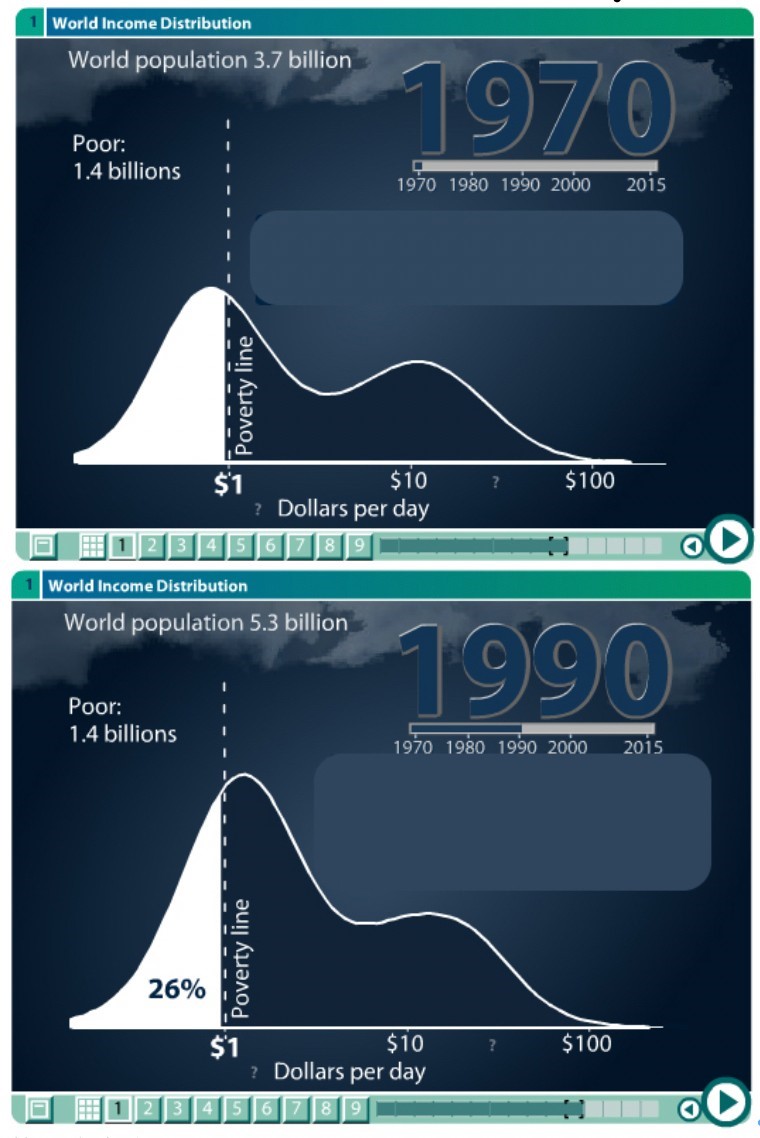 1 World Income Distribution
World population 3.7 billion
1970
Poor:
1.4 billions
1970 1980 1990 2000 2015
Poverty line
$1 $10 ? $100
? Dollars per day
1 2 3 4 5 6 7 8 9
1 World Income Distribution
World population 5.3 billion
1990
Poor:
1.4 billions
1970 1980 1990 2000 2015
Poverty line
26%
$1 $10 ? $100
? Dollars per day
1 2 3 4 5 6 7 8 9